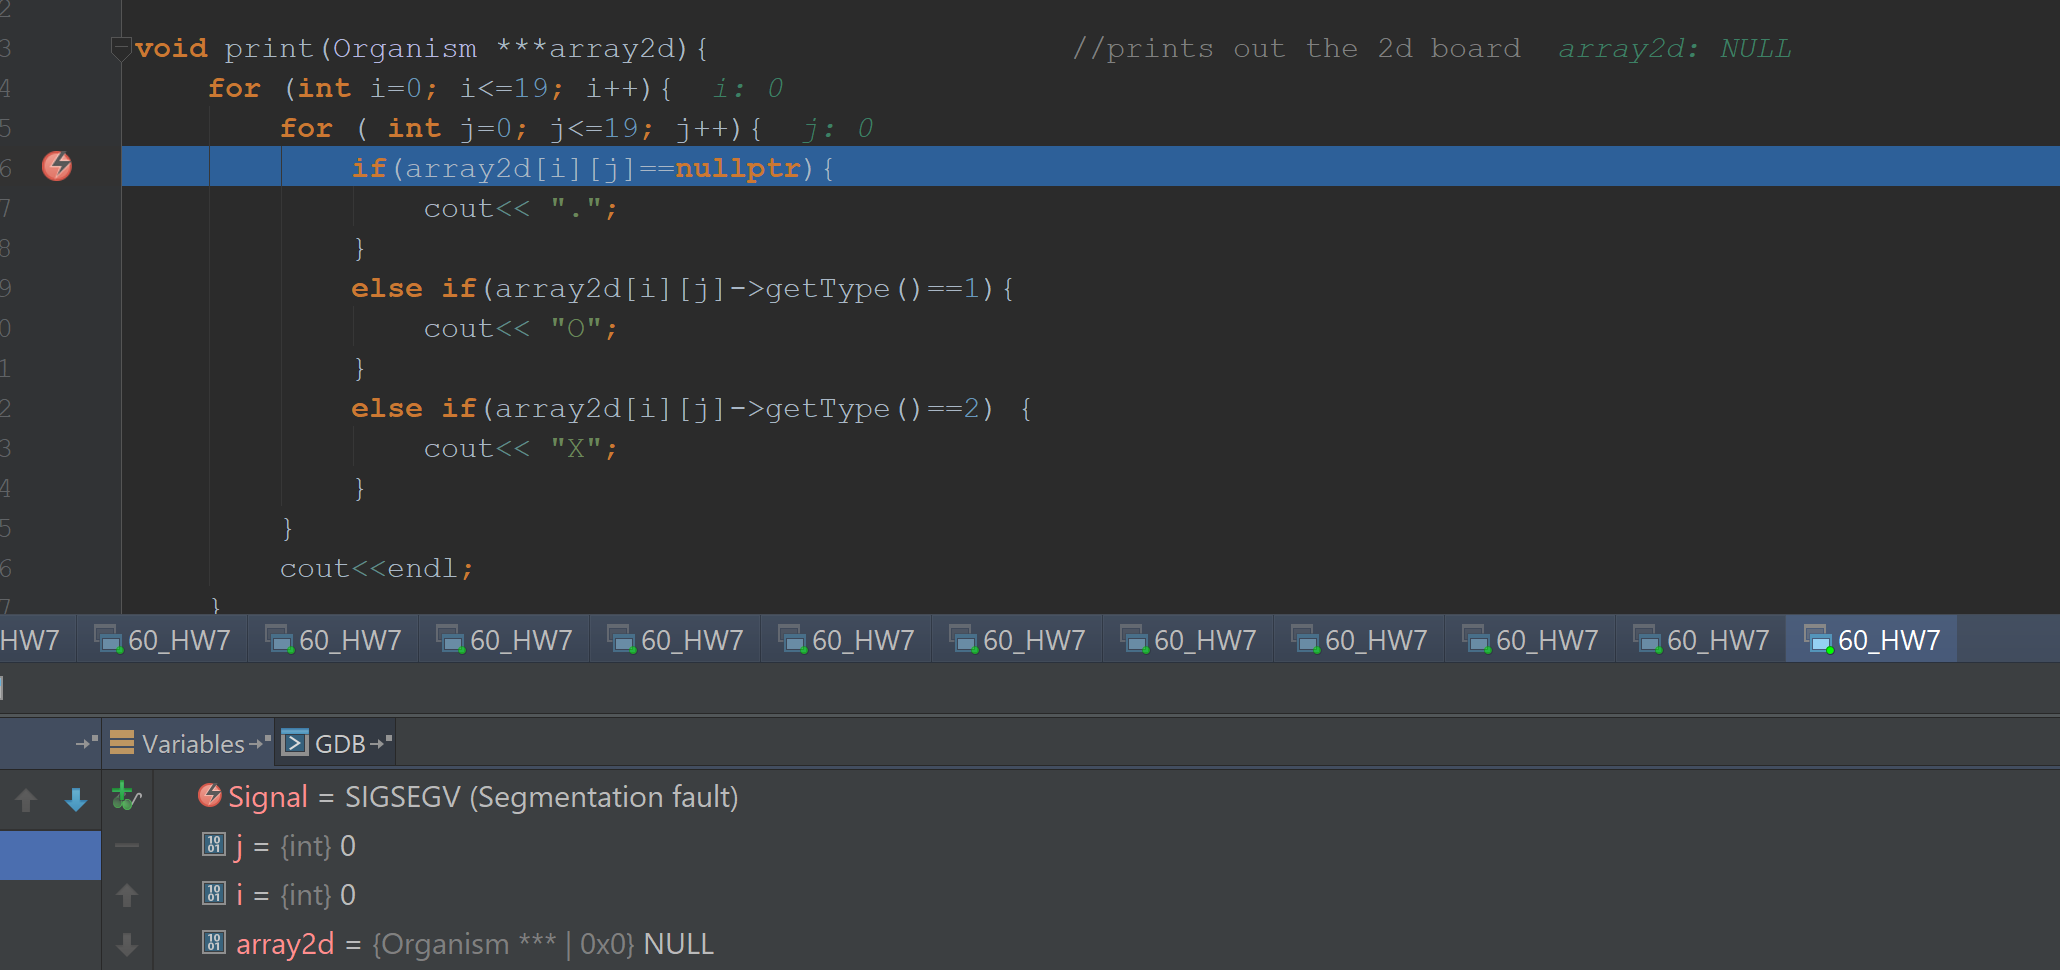 2
3 void print(Organism ***array2d){ //prints out the 2d board array2d: NULL
4 for (int i=0; i<=19; i++){ i: 0
5 for ( int j=0; j<=19; j++){ j: 0
6 if(array2d[i][j]==nullptr){
7 cout<< ".";
8 }
9 else if(array2d[i][j]->getType()==1){
0 cout<< "O";
1 }
2 else if(array2d[i][j]->getType()==2) {
3 cout<< "X";
4 }
5 }
6 cout<<endl;
7 }
HW7 60_HW7 60_HW7 60_HW7 60_HW7 60_HW7 60_HW7 60_HW7 60_HW7 60_HW7 60_HW7 60_HW7
Variables GDB
Signal = SIGSEGV (Segmentation fault)
j = {int} 0
i = {int} 0
array2d = {Organism *** | 0x0} NULL